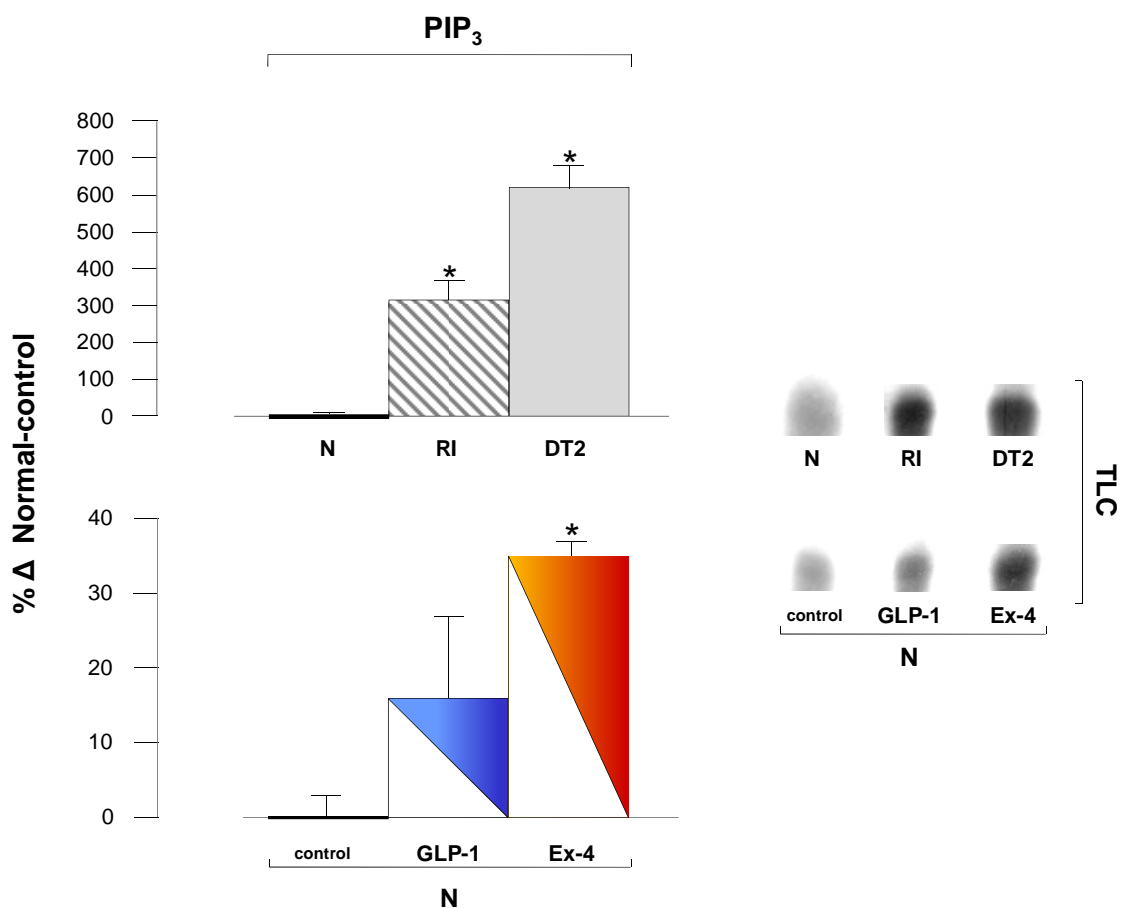 PIP₃
% Δ Normal-control
800
700
600
500
400
300
200
100
0
*
*
N RI DT2
40
30
20
10
0
*
control GLP-1 Ex-4
N
N RI DT2
control GLP-1 Ex-4
N
TLC